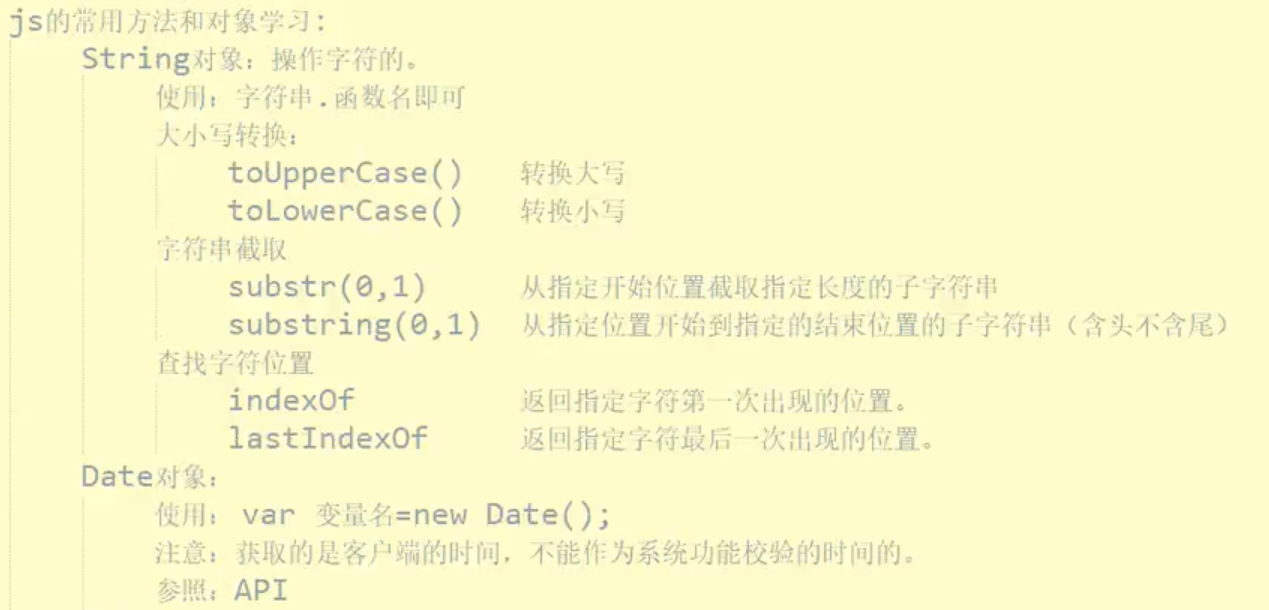 js的常用方法和对象学习:
String对象：操作字符的。
使用：字符串.函数名即可
大小写转换：
toUpperCase() 转换大写
toLowerCase() 转换小写
字符串截取
substr(0,1) 从指定开始位置截取指定长度的子字符串
substring(0,1) 从指定位置开始到指定的结束位置的子字符串（含头不含尾）
查找字符位置
indexOf 返回指定字符第一次出现的位置。
lastIndexOf 返回指定字符最后一次出现的位置。
Date对象：
使用：var 变量名=new Date();
注意：获取的是客户端的时间，不能作为系统功能校验的时间的。
参照：API